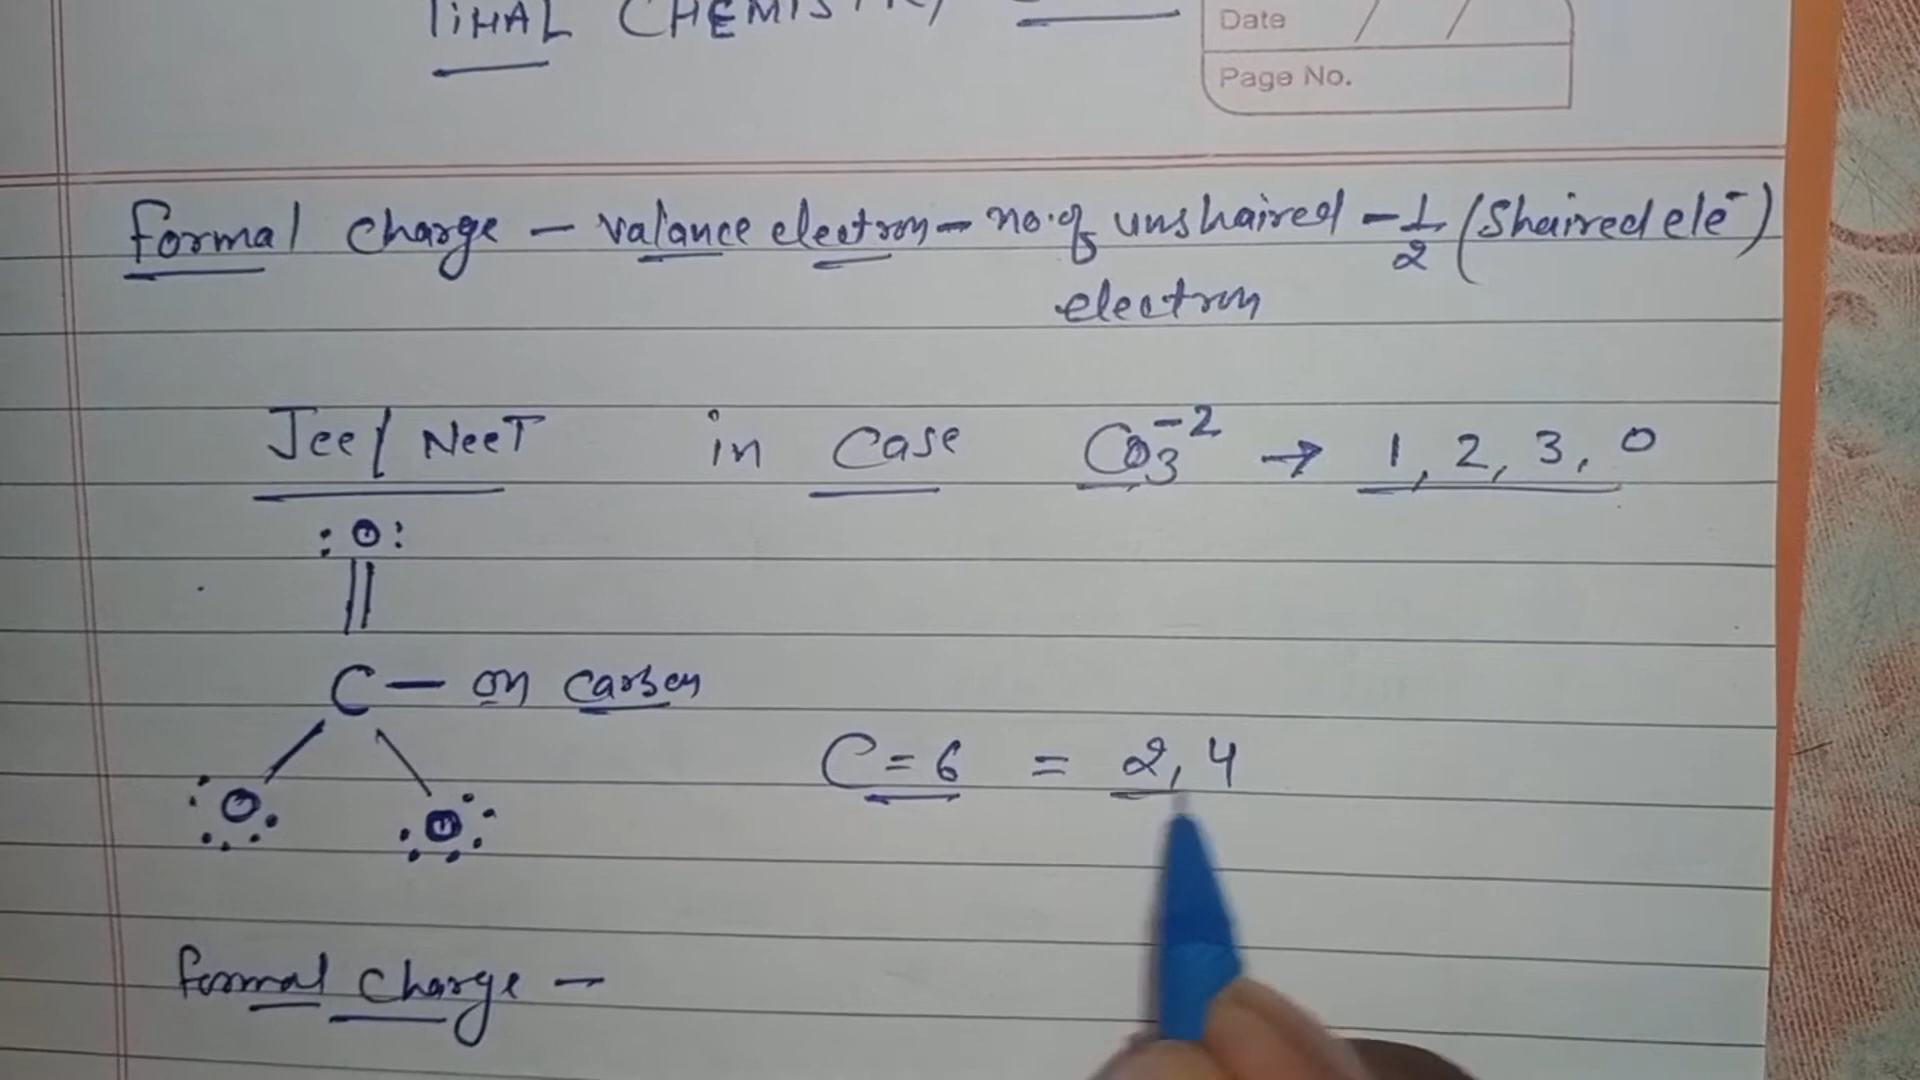 CHEMISTRY
Date / /
Page No.
formal charge - valance electron - no. of unshaired - 1/2 (Shaired ele⁻)
electron
Jee/ NeeT in Case CO₃⁻² → 1, 2, 3, 0
:O:
C - on carbon
C = 6 = 2, 4
O O
formal charge -